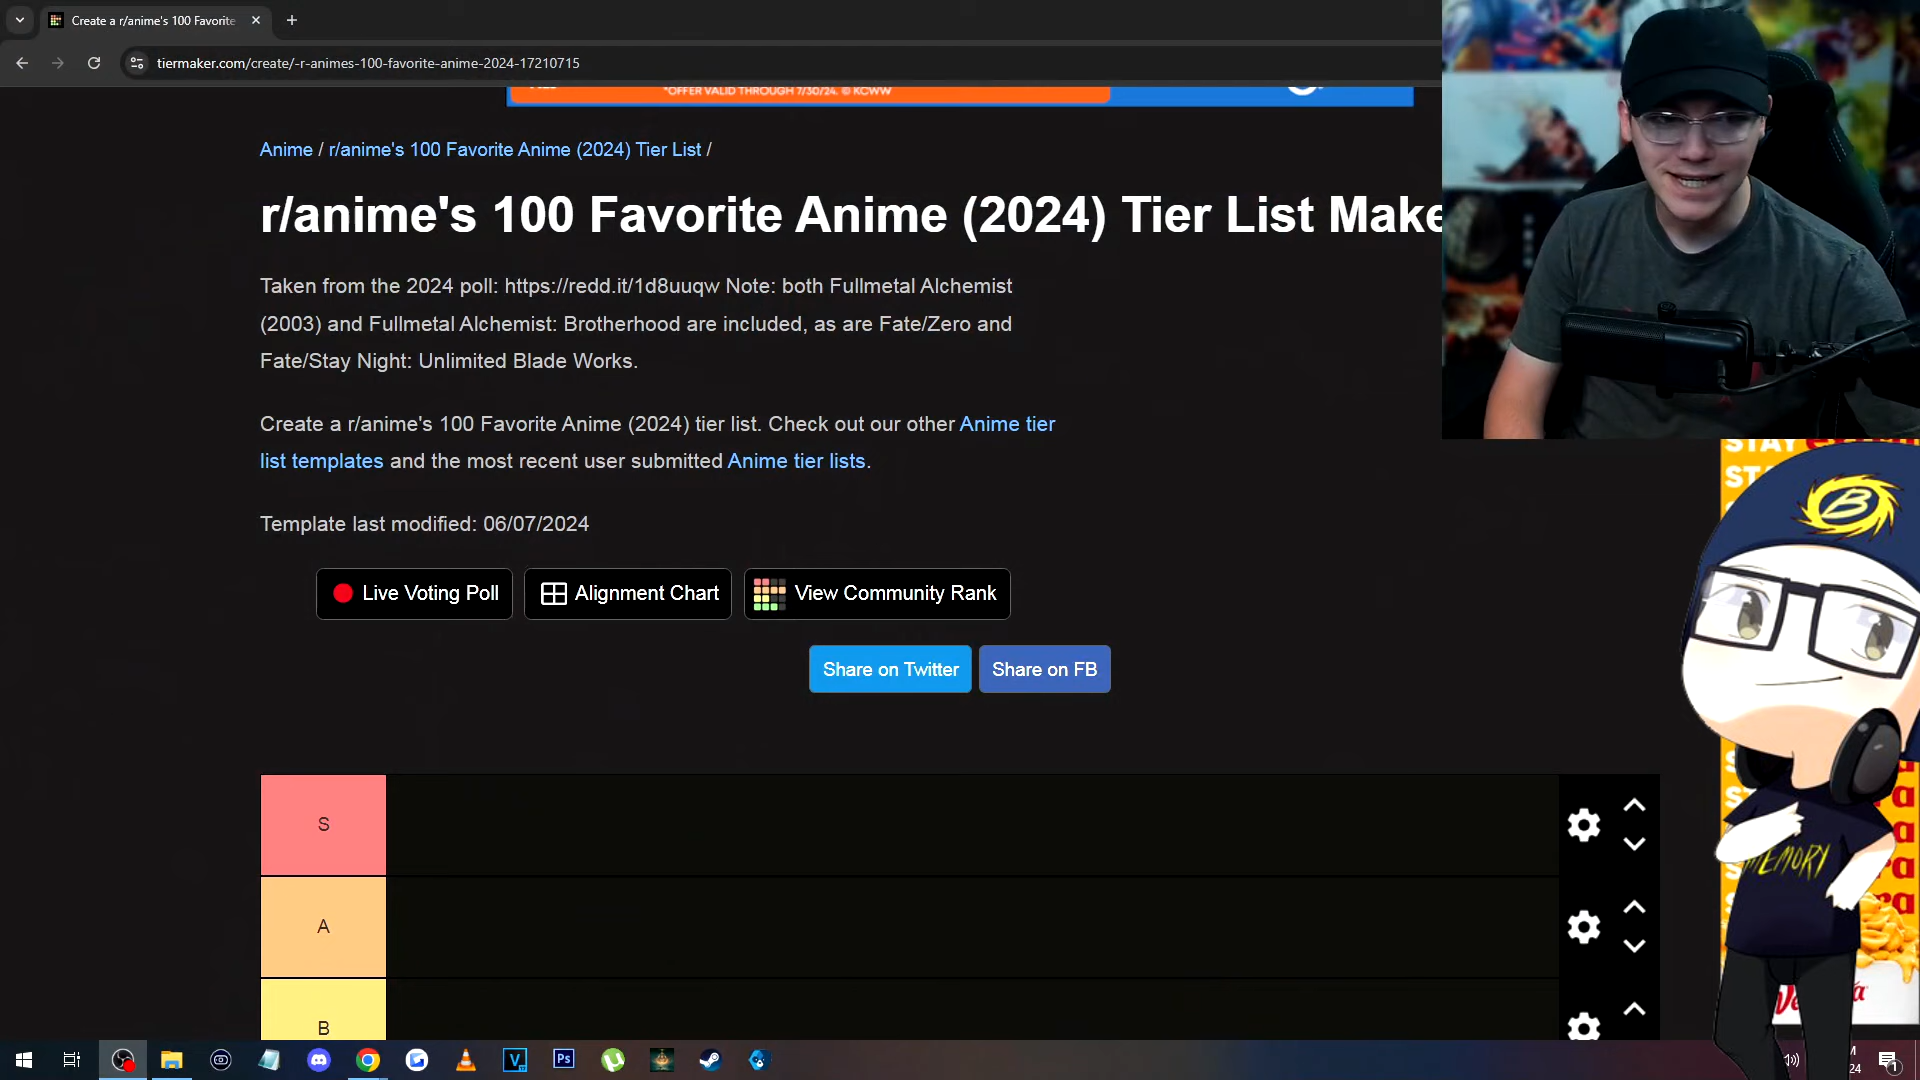 Create a r/anime's 100 Favorite
tiermaker.com/create/-r-animes-100-favorite-anime-2024-17210715
*OFFER VALID THROUGH 7/30/24. © KCWW
Anime / r/anime's 100 Favorite Anime (2024) Tier List /
r/anime's 100 Favorite Anime (2024) Tier List Make
Taken from the 2024 poll: https://redd.it/1d8uuqw Note: both Fullmetal Alchemist
(2003) and Fullmetal Alchemist: Brotherhood are included, as are Fate/Zero and
Fate/Stay Night: Unlimited Blade Works.
Create a r/anime's 100 Favorite Anime (2024) tier list. Check out our other Anime tier
list templates and the most recent user submitted Anime tier lists.
Template last modified: 06/07/2024
Live Voting Poll
Alignment Chart
View Community Rank
Share on Twitter
Share on FB
S
A
B
STAY
B
MEMORY
V
Ps
M
24
1